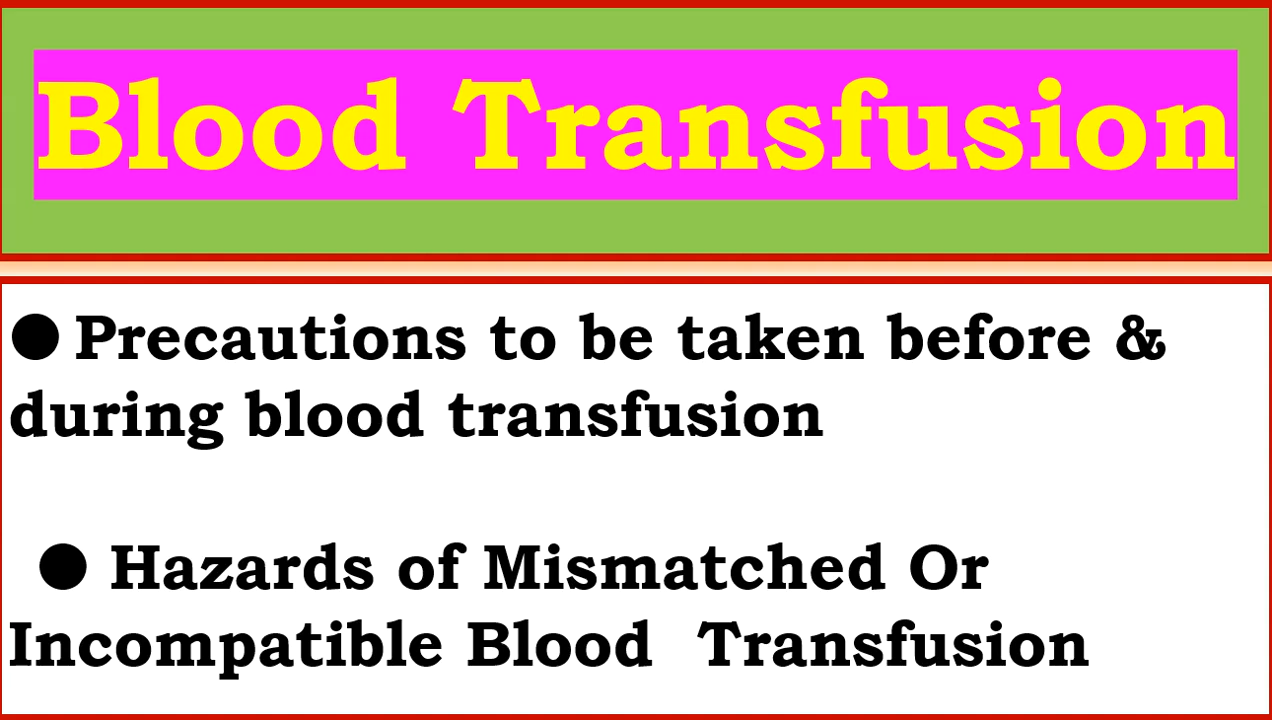 Blood Transfusion
● Precautions to be taken before &
during blood transfusion
● Hazards of Mismatched Or
Incompatible Blood Transfusion